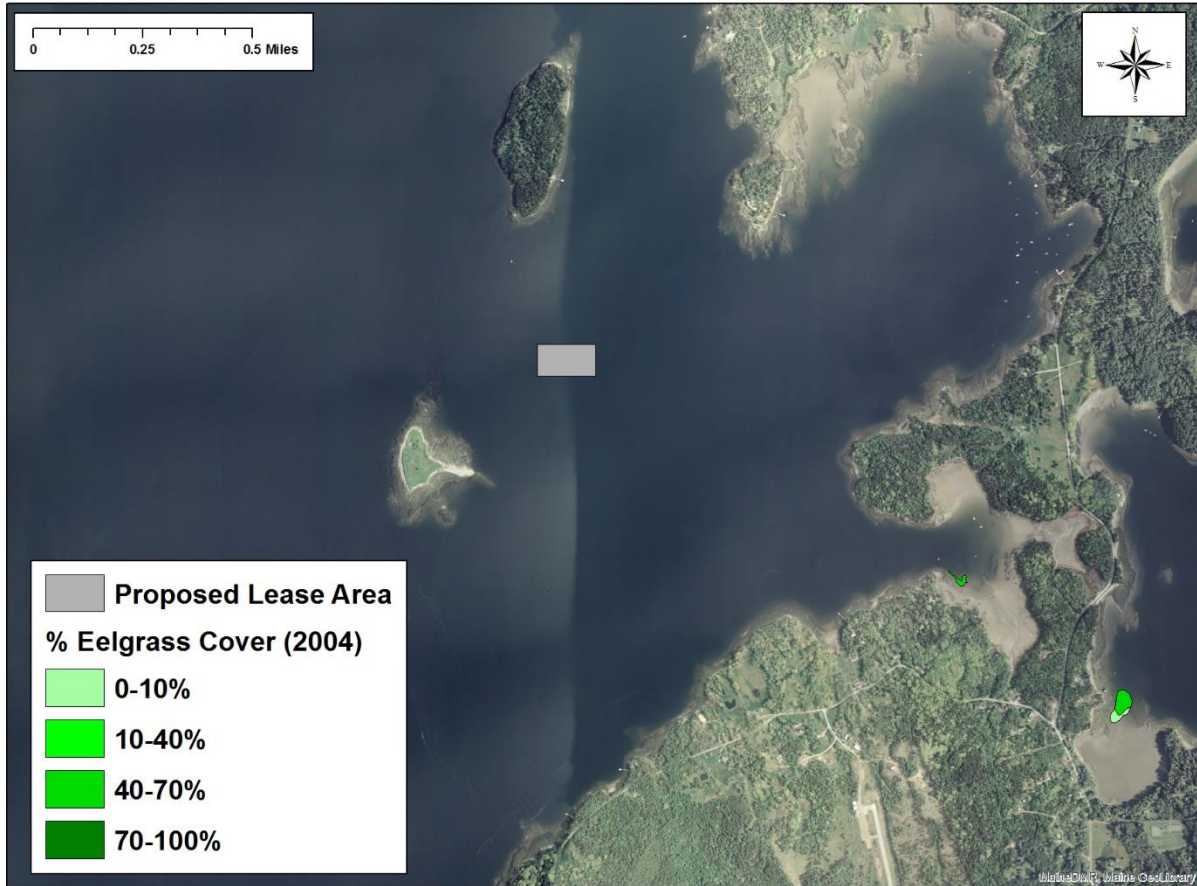 0 0.25 0.5 Miles
N
W E
S
Proposed Lease Area
% Eelgrass Cover (2004)
0-10%
10-40%
40-70%
70-100%
MaineDMR, Maine GeoLibrary